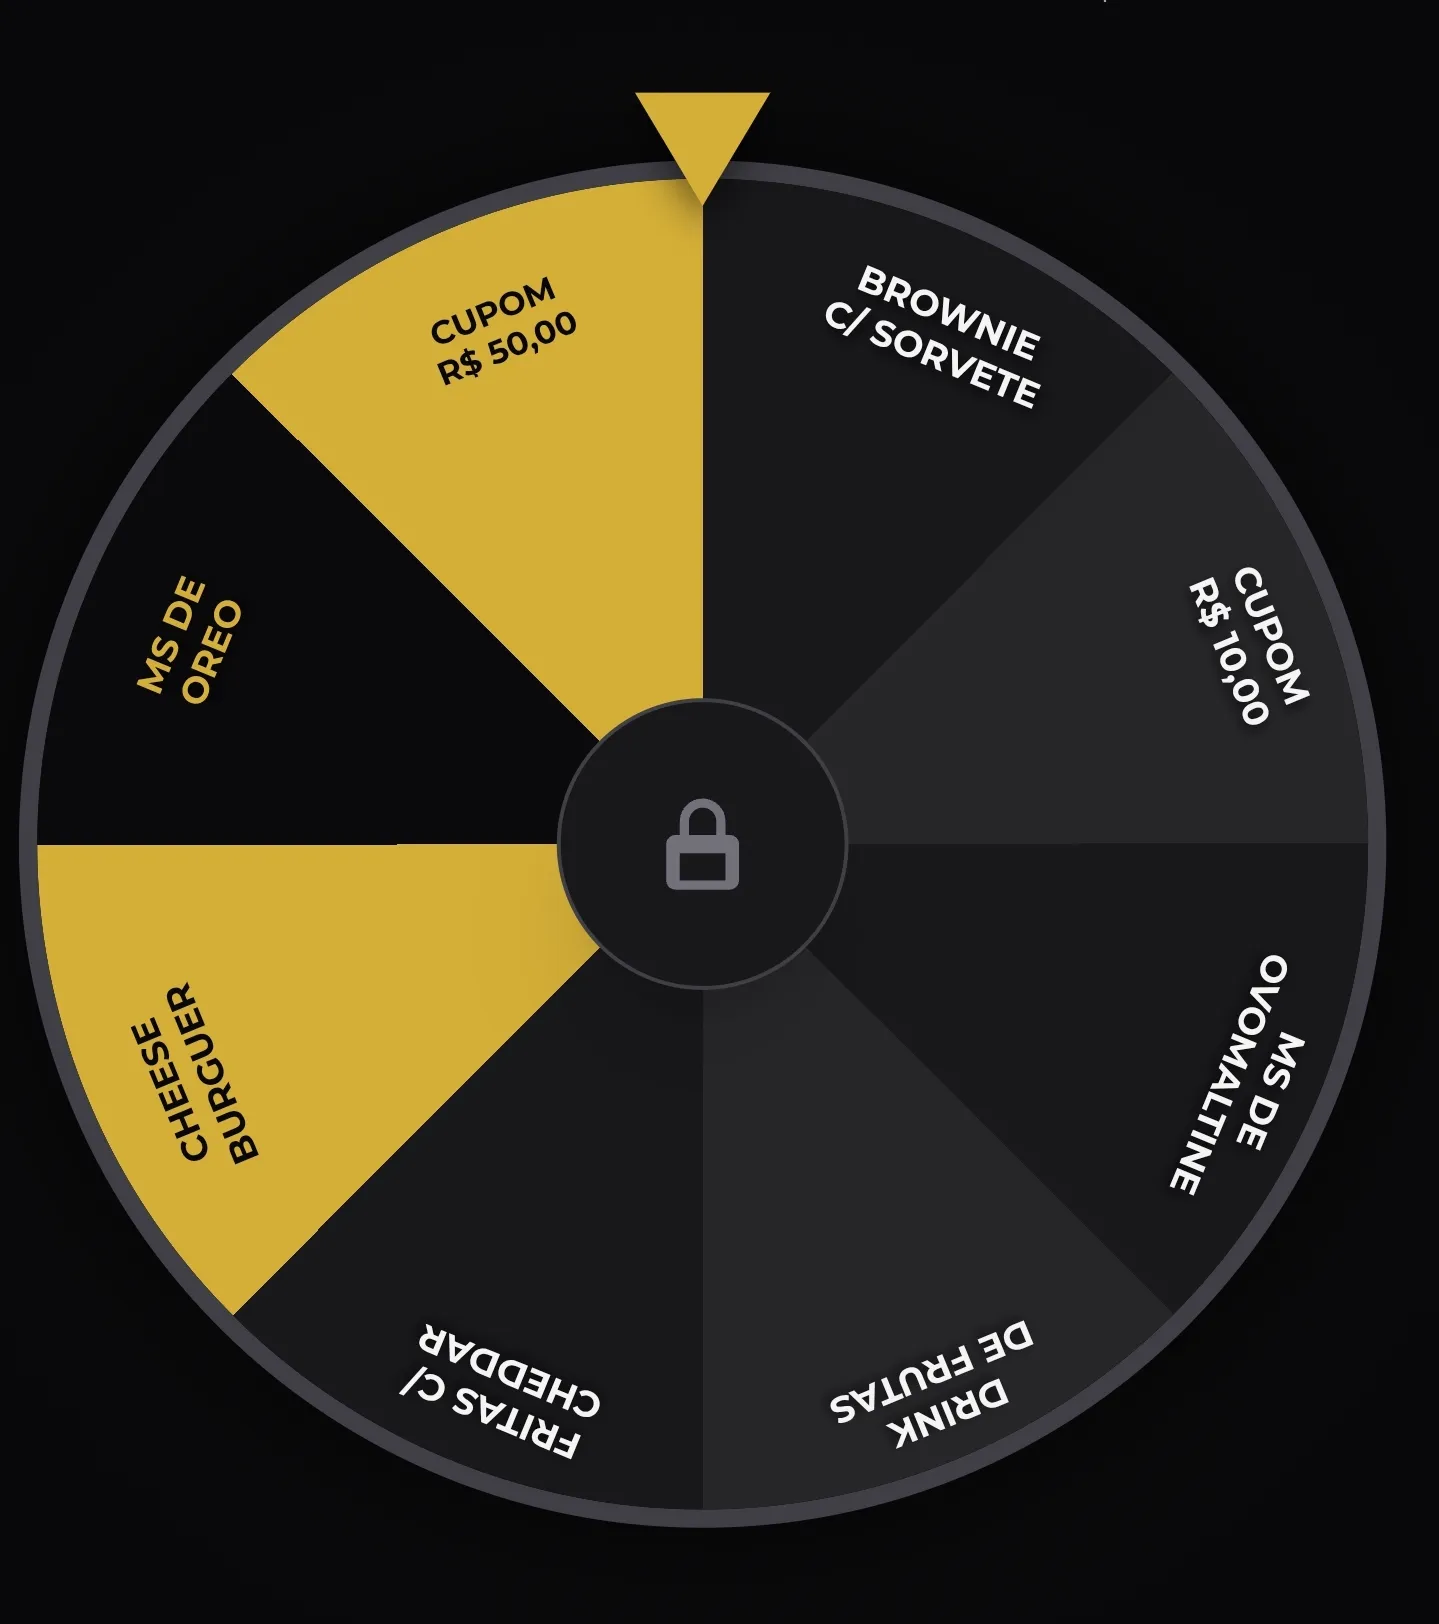 CUPOM
R$ 50,00
BROWNIE
C/ SORVETE
CUPOM
R$ 10,00
MS DE
OVOMALTINE
DRINK
DE FRUTAS
FRITAS C/
CHEDDAR
CHEESE
BURGUER
MS DE
OREO